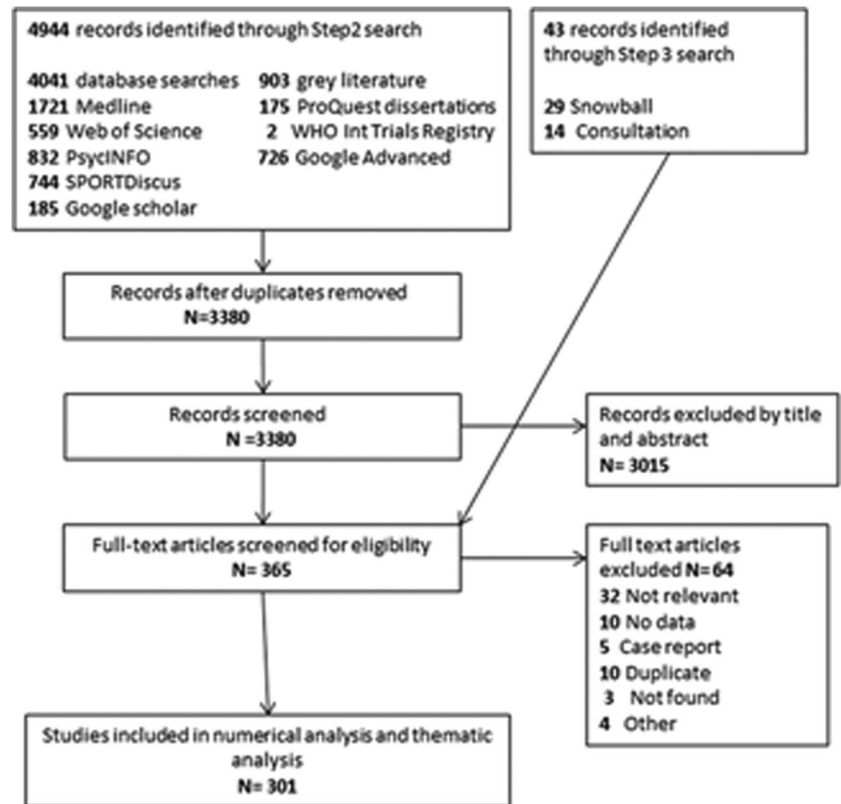 4944 records identified through Step2 search
4041 database searches 903 grey literature
1721 Medline 175 ProQuest dissertations
559 Web of Science 2 WHO Int Trials Registry
832 PsycINFO 726 Google Advanced
744 SPORTDiscus
185 Google scholar
43 records identified
through Step 3 search
29 Snowball
14 Consultation
Records after duplicates removed
N=3380
Records screened
N =3380
Records excluded by title
and abstract
N= 3015
Full-text articles screened for eligibility
N= 365
Full text articles
excluded N=64
32 Not relevant
10 No data
5 Case report
10 Duplicate
3 Not found
4 Other
Studies included in numerical analysis and thematic
analysis
N= 301